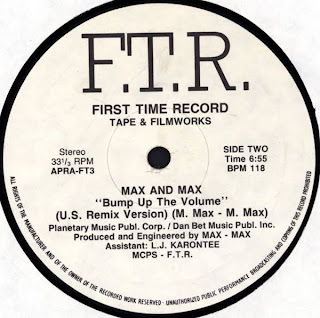 F.T.R.
FIRST TIME RECORD
TAPE & FILMWORKS
Stereo
33⅓ RPM
APRA-FT3
SIDE TWO
Time 6:55
BPM 118
MAX AND MAX
"Bump Up The Volume"
(U.S. Remix Version) (M. Max - M. Max)
Planetary Music Publ. Corp. / Dan Bet Music Publ. Inc.
Produced and Engineered by MAX - MAX
Assistant: L.J. KARONTEE
MCPS - F.T.R.
ALL RIGHTS OF THE MANUFACTURER AND OF THE OWNER OF THE RECORDED WORK RESERVED - UNAUTHORIZED PUBLIC PERFORMANCE BROADCASTING AND COPYING OF THIS RECORD PROHIBITED